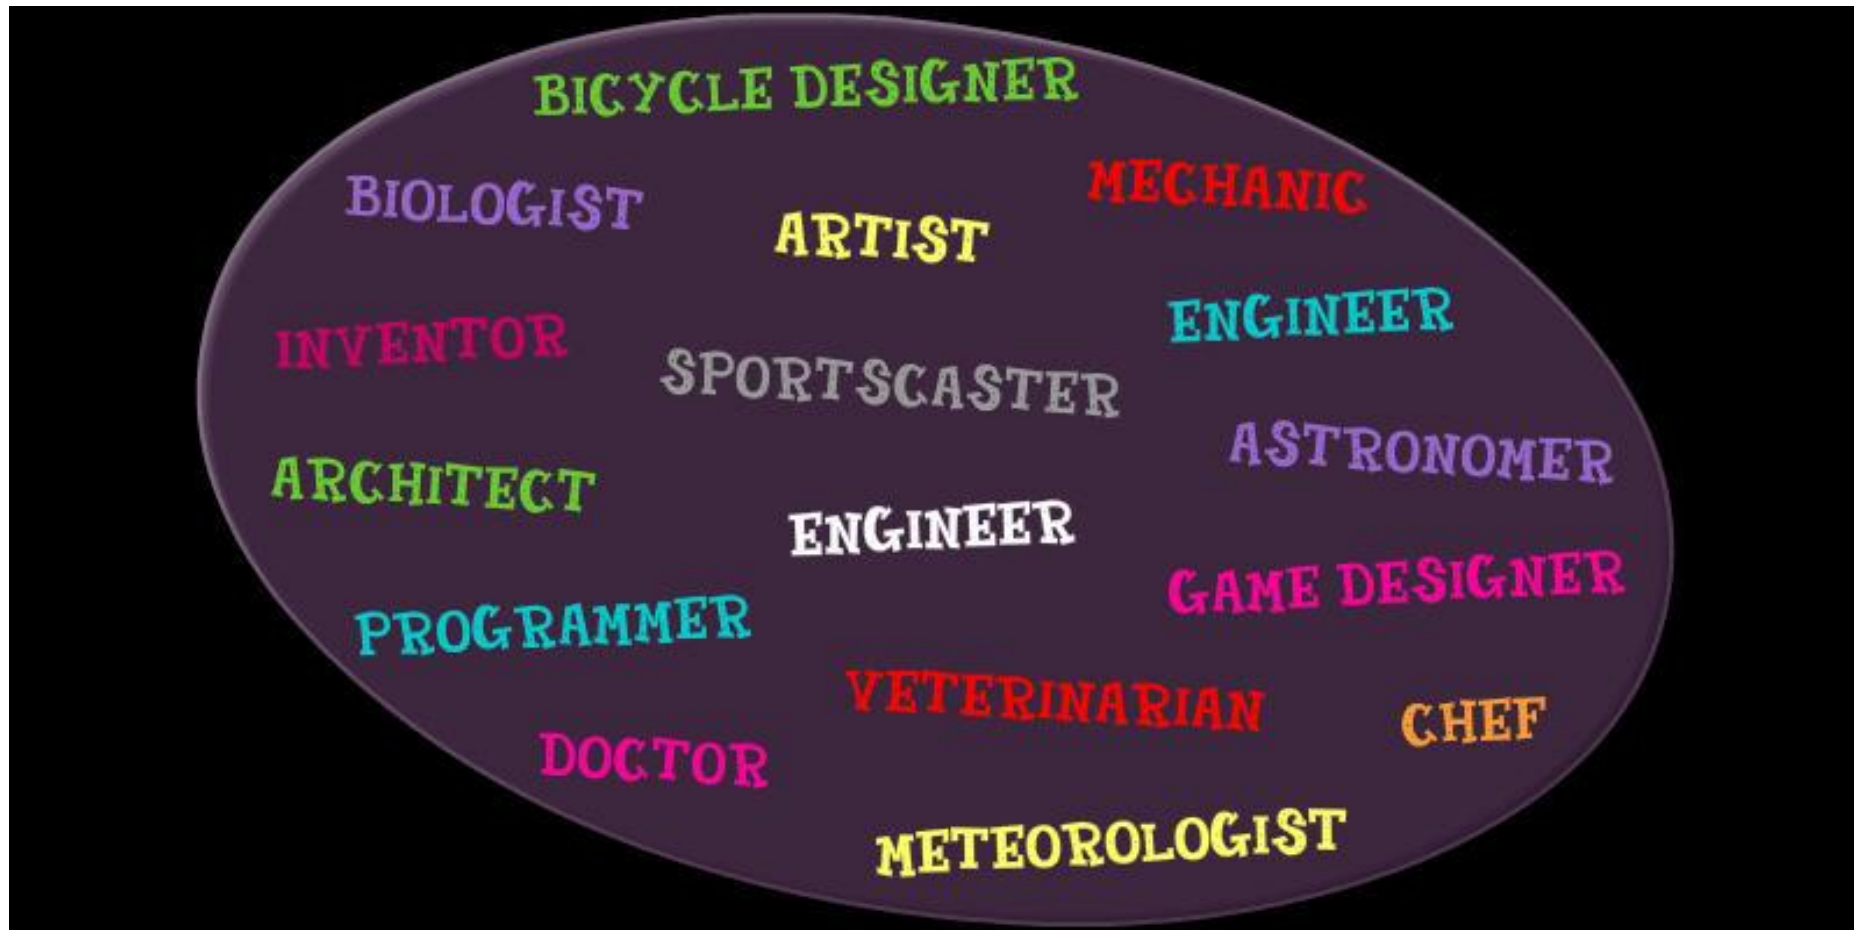 BICYCLE DESIGNER
MECHANIC
BIOLOGIST
ARTIST
ENGINEER
INVENTOR
SPORTSCASTER
ASTRONOMER
ARCHITECT
ENGINEER
GAME DESIGNER
PROGRAMMER
VETERINARIAN
CHEF
DOCTOR
METEOROLOGIST